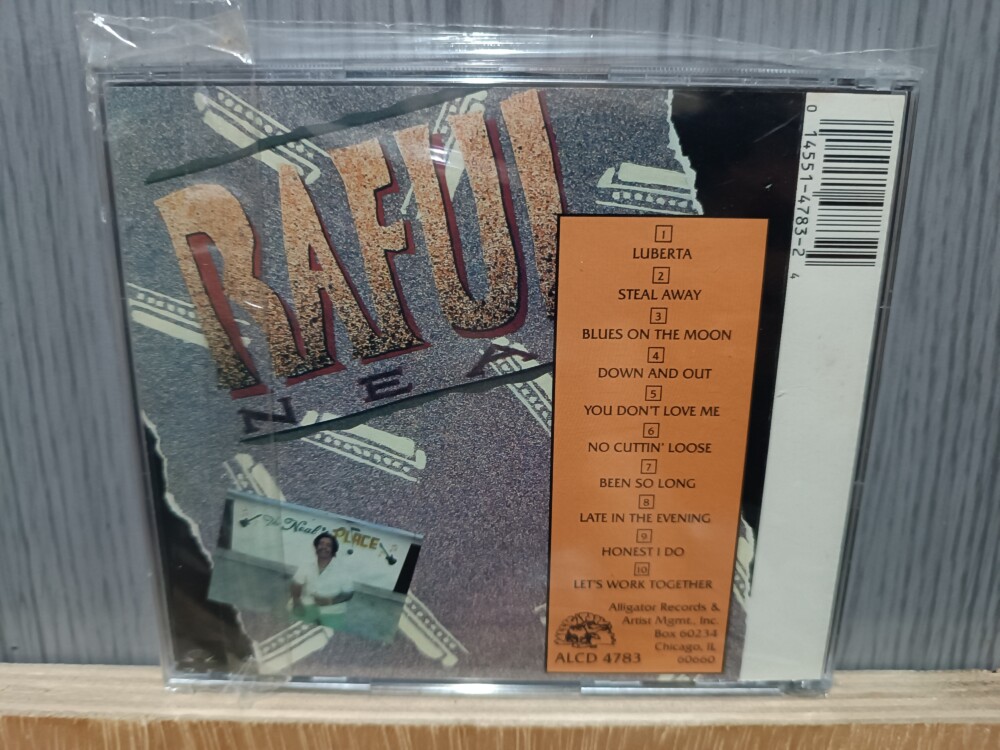 RAFUL
NEA
The Neal's PLACE
0 14551-4783-2 4
1
LUBERTA
2
STEAL AWAY
3
BLUES ON THE MOON
4
DOWN AND OUT
5
YOU DON'T LOVE ME
6
NO CUTTIN' LOOSE
7
BEEN SO LONG
8
LATE IN THE EVENING
9
HONEST I DO
10
LET'S WORK TOGETHER
Alligator Records &
Artist Mgmt., Inc.
Box 60234
Chicago, IL
60660
ALCD 4783